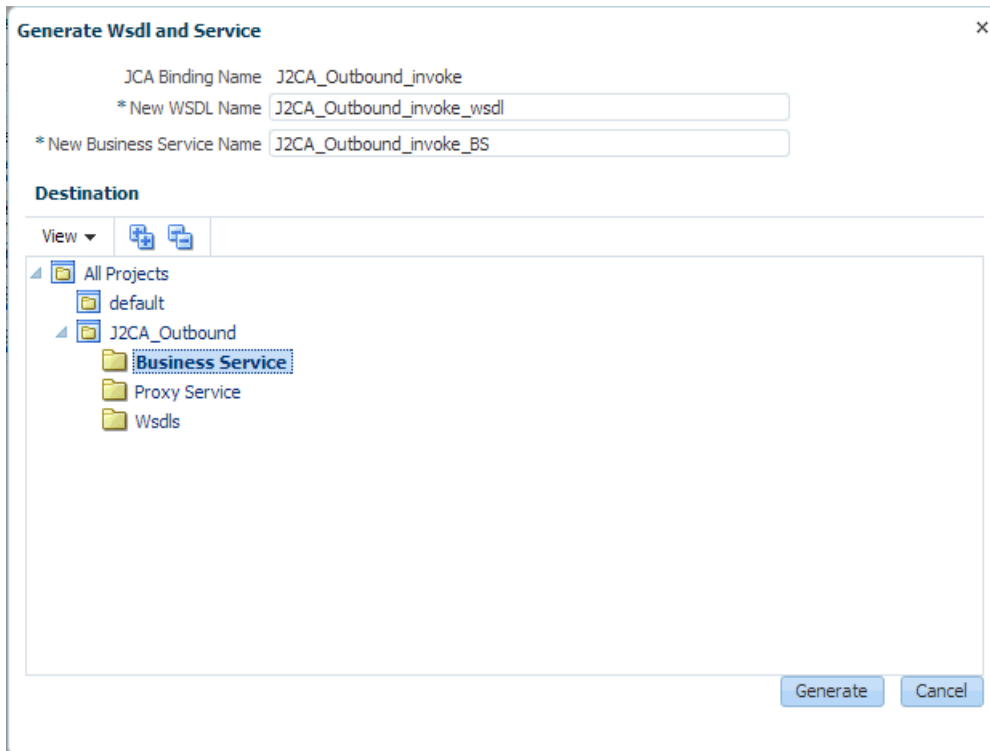 Generate Wsdl and Service
JCA Binding Name J2CA_Outbound_invoke
* New WSDL Name J2CA_Outbound_invoke_wsdl
* New Business Service Name J2CA_Outbound_invoke_BS
Destination
View
All Projects
default
J2CA_Outbound
Business Service
Proxy Service
Wsdls
Generate Cancel